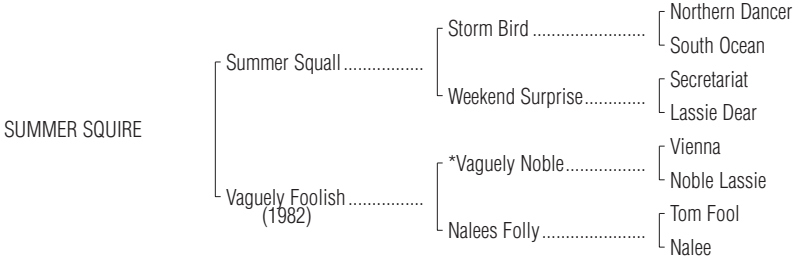 Northern Dancer
Storm Bird ........................
South Ocean
Summer Squall .................
Secretariat
Weekend Surprise.............
Lassie Dear
SUMMER SQUIRE
Vienna
*Vaguely Noble.................
Noble Lassie
Vaguely Foolish ................
(1982)
Tom Fool
Nalees Folly ......................
Nalee